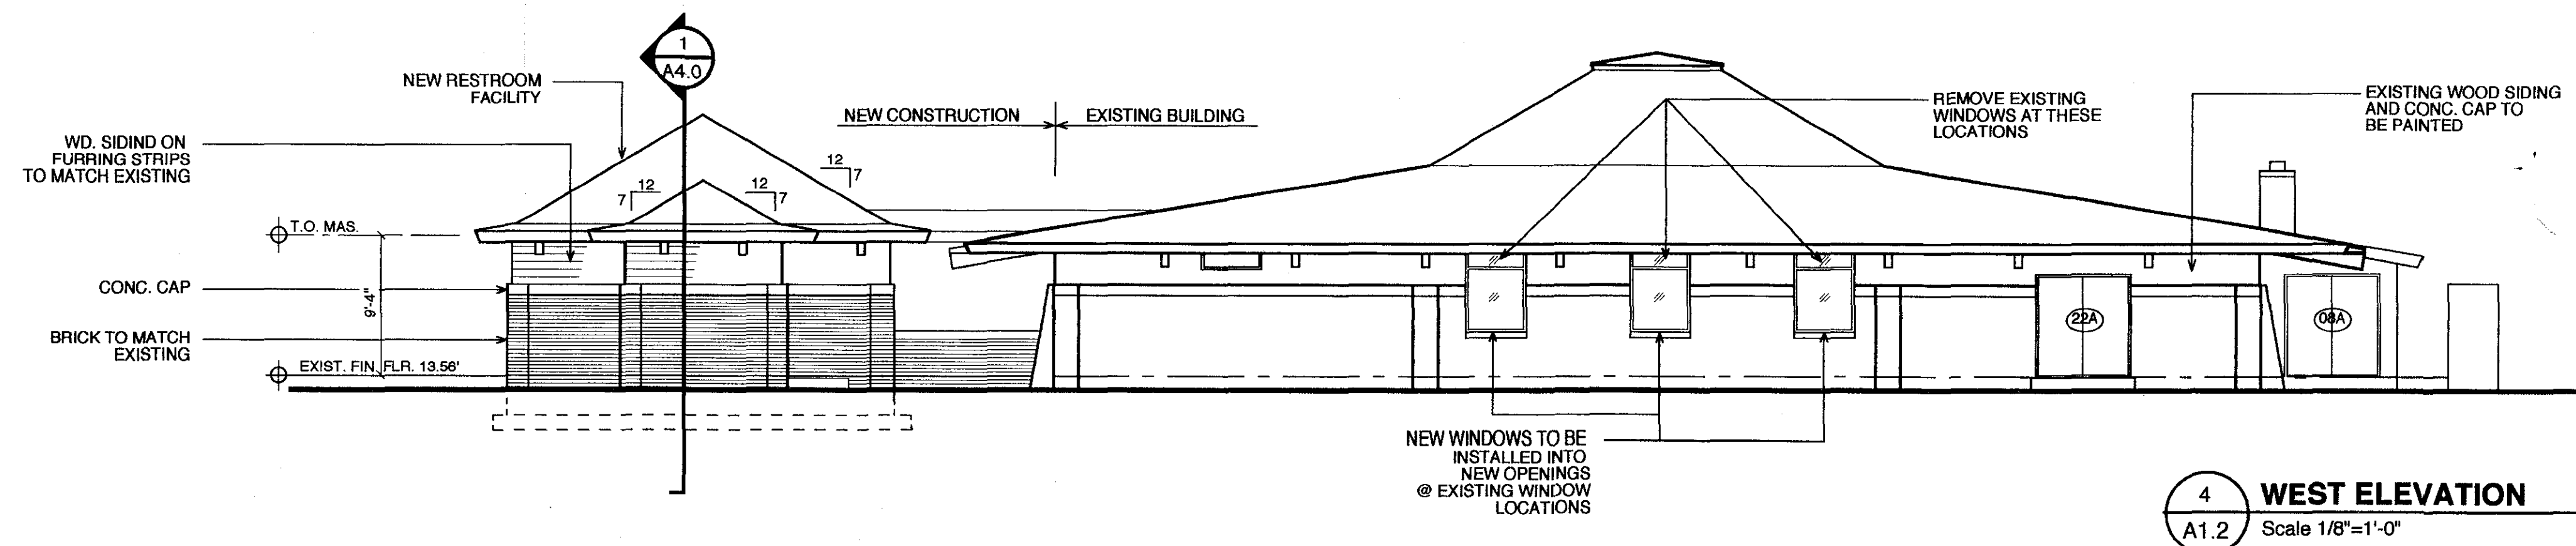 1
A4.0
NEW RESTROOM
FACILITY
NEW CONSTRUCTION
EXISTING BUILDING
REMOVE EXISTING
WINDOWS AT THESE
LOCATIONS
EXISTING WOOD SIDING
AND CONC. CAP TO
BE PAINTED
WD. SIDIND ON
FURRING STRIPS
TO MATCH EXISTING
12
7
12
7
12
7
T.O. MAS.
CONC. CAP
9'-4"
BRICK TO MATCH
EXISTING
EXIST. FIN. FLR. 13.56'
22A
08A
NEW WINDOWS TO BE
INSTALLED INTO
NEW OPENINGS
@ EXISTING WINDOW
LOCATIONS
4
A1.2
WEST ELEVATION
Scale 1/8"=1'-0"